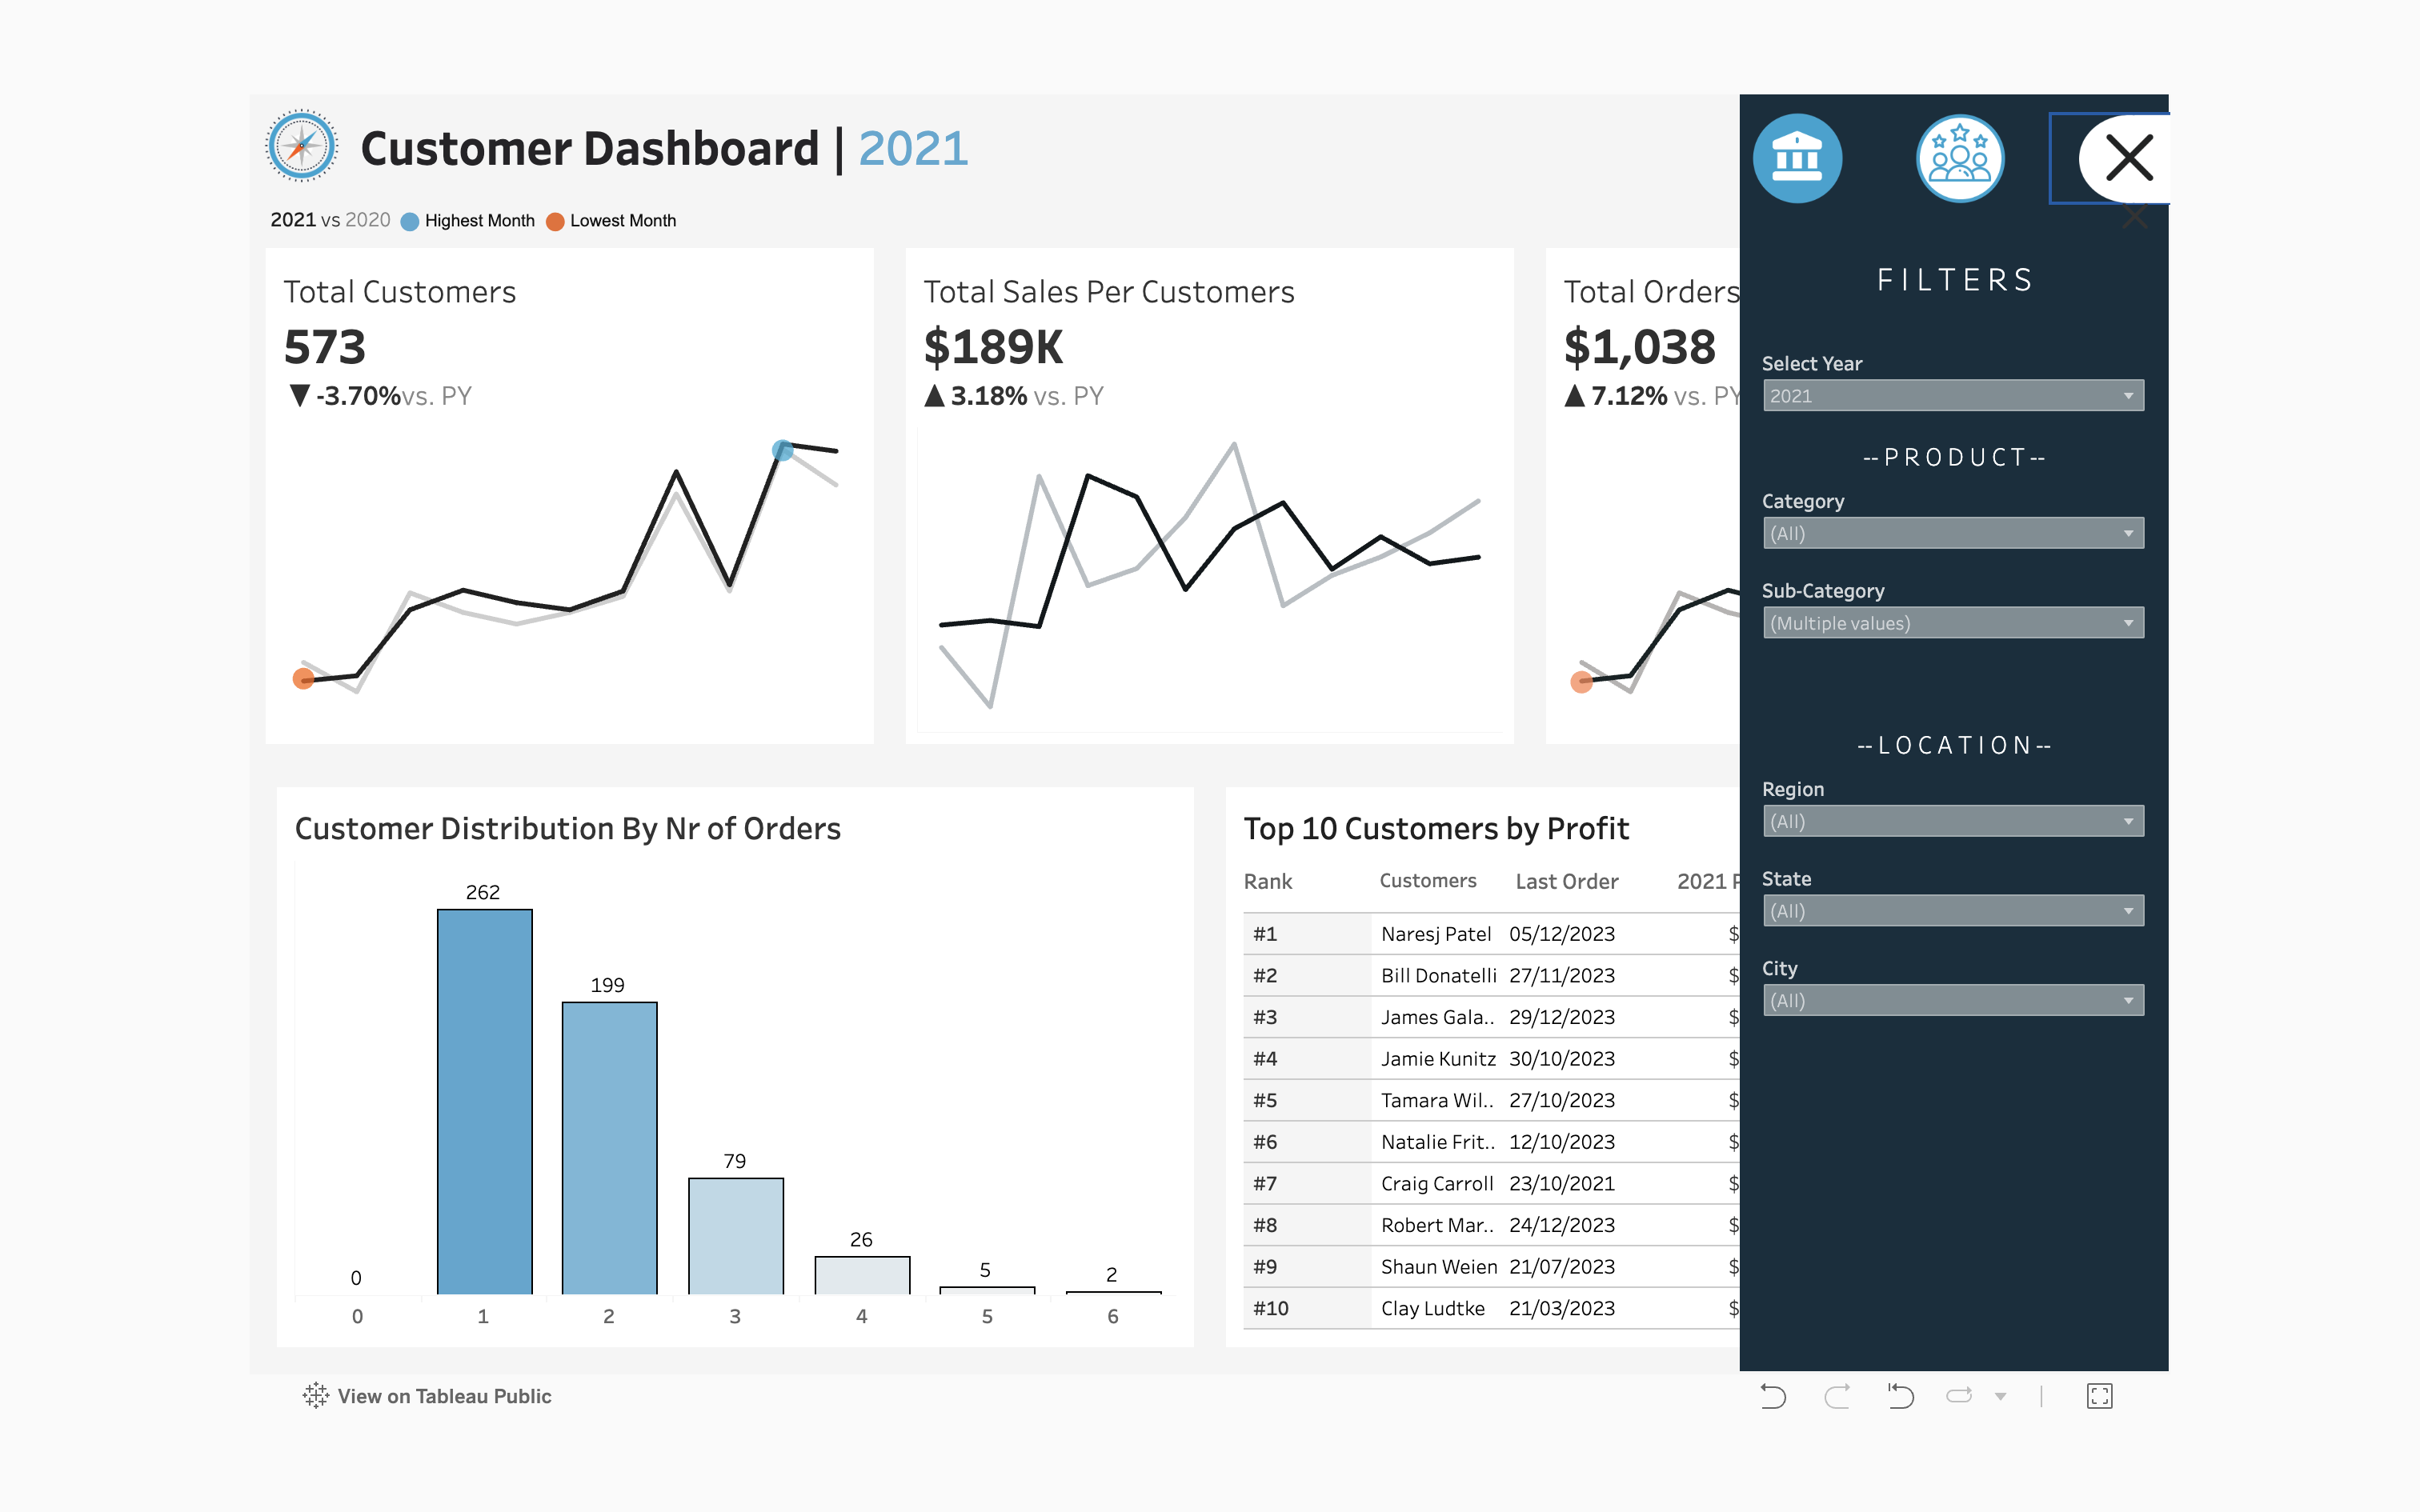 Customer Dashboard | 2021
2021 vs 2020 Highest Month Lowest Month
Total Customers
573
▼ -3.70%vs. PY
Total Sales Per Customers
$189K
▲ 3.18% vs. PY
Total Orders
$1,038
▲ 7.12% vs. PY
Customer Distribution By Nr of Orders
262
199
79
26
5
2
0
0 1 2 3 4 5 6
Top 10 Customers by Profit
Rank Customers Last Order 2021 P
#1 Naresj Patel 05/12/2023 $
#2 Bill Donatelli 27/11/2023 $
#3 James Gala.. 29/12/2023 $
#4 Jamie Kunitz 30/10/2023 $
#5 Tamara Wil.. 27/10/2023 $
#6 Natalie Frit.. 12/10/2023 $
#7 Craig Carroll 23/10/2021 $
#8 Robert Mar.. 24/12/2023 $
#9 Shaun Weien 21/07/2023 $
#10 Clay Ludtke 21/03/2023 $
FILTERS
Select Year
2021
--PRODUCT--
Category
(All)
Sub-Category
(Multiple values)
--LOCATION--
Region
(All)
State
(All)
City
(All)
View on Tableau Public